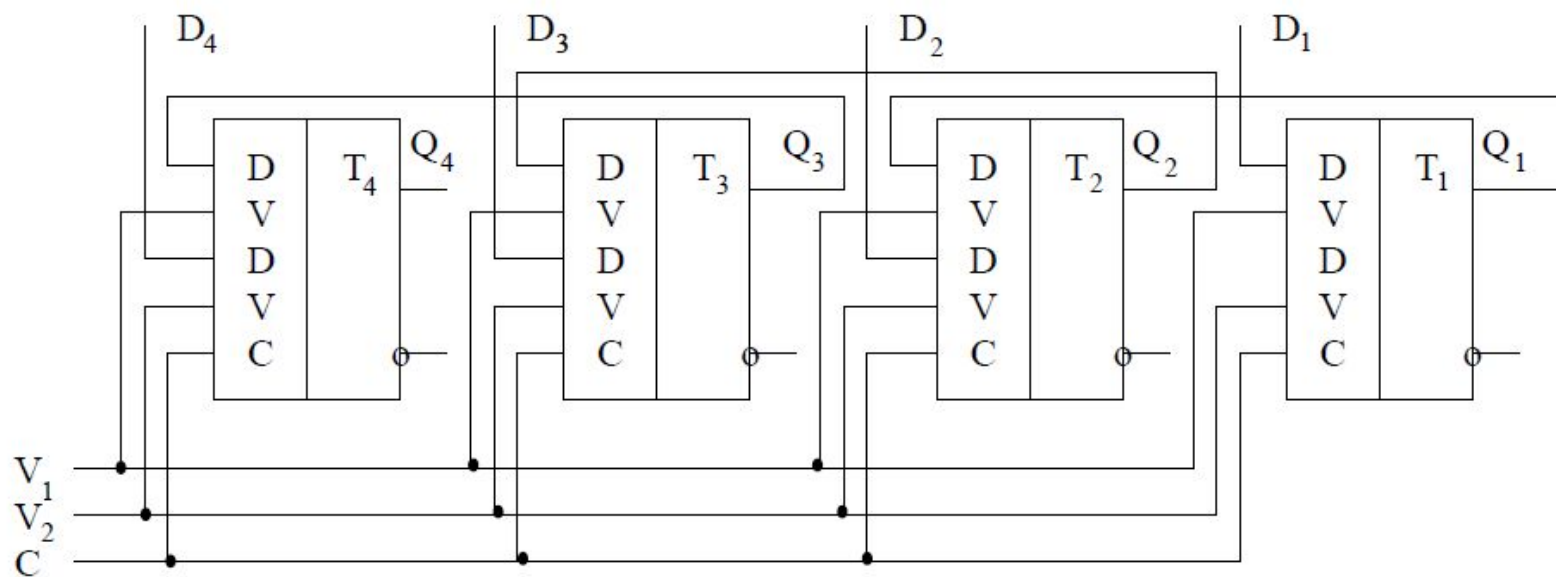 D4 D3 D2 D1
Q4 Q3 Q2 Q1
D T4 D T3 D T2 D T1
V V V V
D D D D
V V V V
C C C C
V1
V2
C